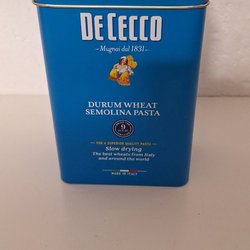 DE CECCO
Mugnai dal 1831
DURUM WHEAT
SEMOLINA PASTA
9
FOR A SUPERIOR QUALITY PASTA
Slow drying
The best wheats from Italy
and around the world
MADE IN ITALY